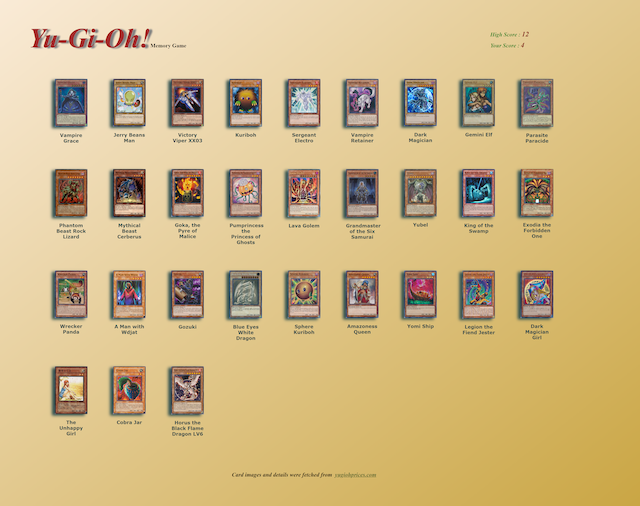 Yu-Gi-Oh! Memory Game
High Score : 12
Your Score : 4
Vampire
Grace
Jerry Beans
Man
Victory
Viper XX03
Kuriboh
Sergeant
Electro
Vampire
Retainer
Dark
Magician
Gemini Elf
Parasite
Paracide
Phantom
Beast Rock
Lizard
Mythical
Beast
Cerberus
Goka, the
Pyre of
Malice
Pumprincess
the
Princess of
Ghosts
Lava Golem
Grandmaster
of the Six
Samurai
Yubel
King of the
Swamp
Exodia the
Forbidden
One
Wrecker
Panda
A Man with
Wdjat
Gozuki
Blue Eyes
White
Dragon
Sphere
Kuriboh
Amazoness
Queen
Yomi Ship
Legion the
Fiend Jester
Dark
Magician
Girl
The
Unhappy
Girl
Cobra Jar
Horus the
Black Flame
Dragon LV6
Card images and details were fetched from yugiohprices.com